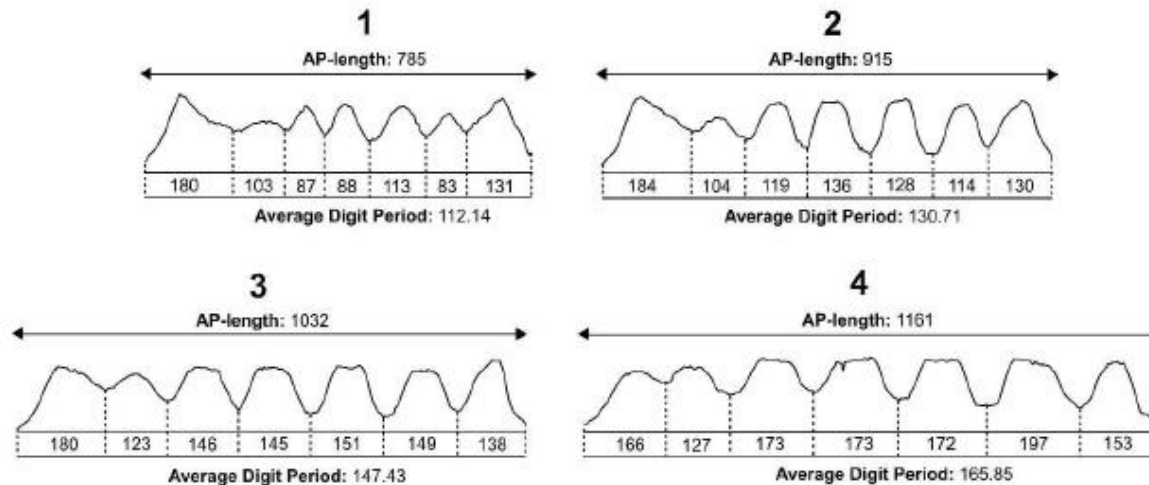 1
AP-length: 785
180 103 87 88 113 83 131
Average Digit Period: 112.14
2
AP-length: 915
184 104 119 136 128 114 130
Average Digit Period: 130.71
3
AP-length: 1032
180 123 146 145 151 149 138
Average Digit Period: 147.43
4
AP-length: 1161
166 127 173 173 172 197 153
Average Digit Period: 165.85